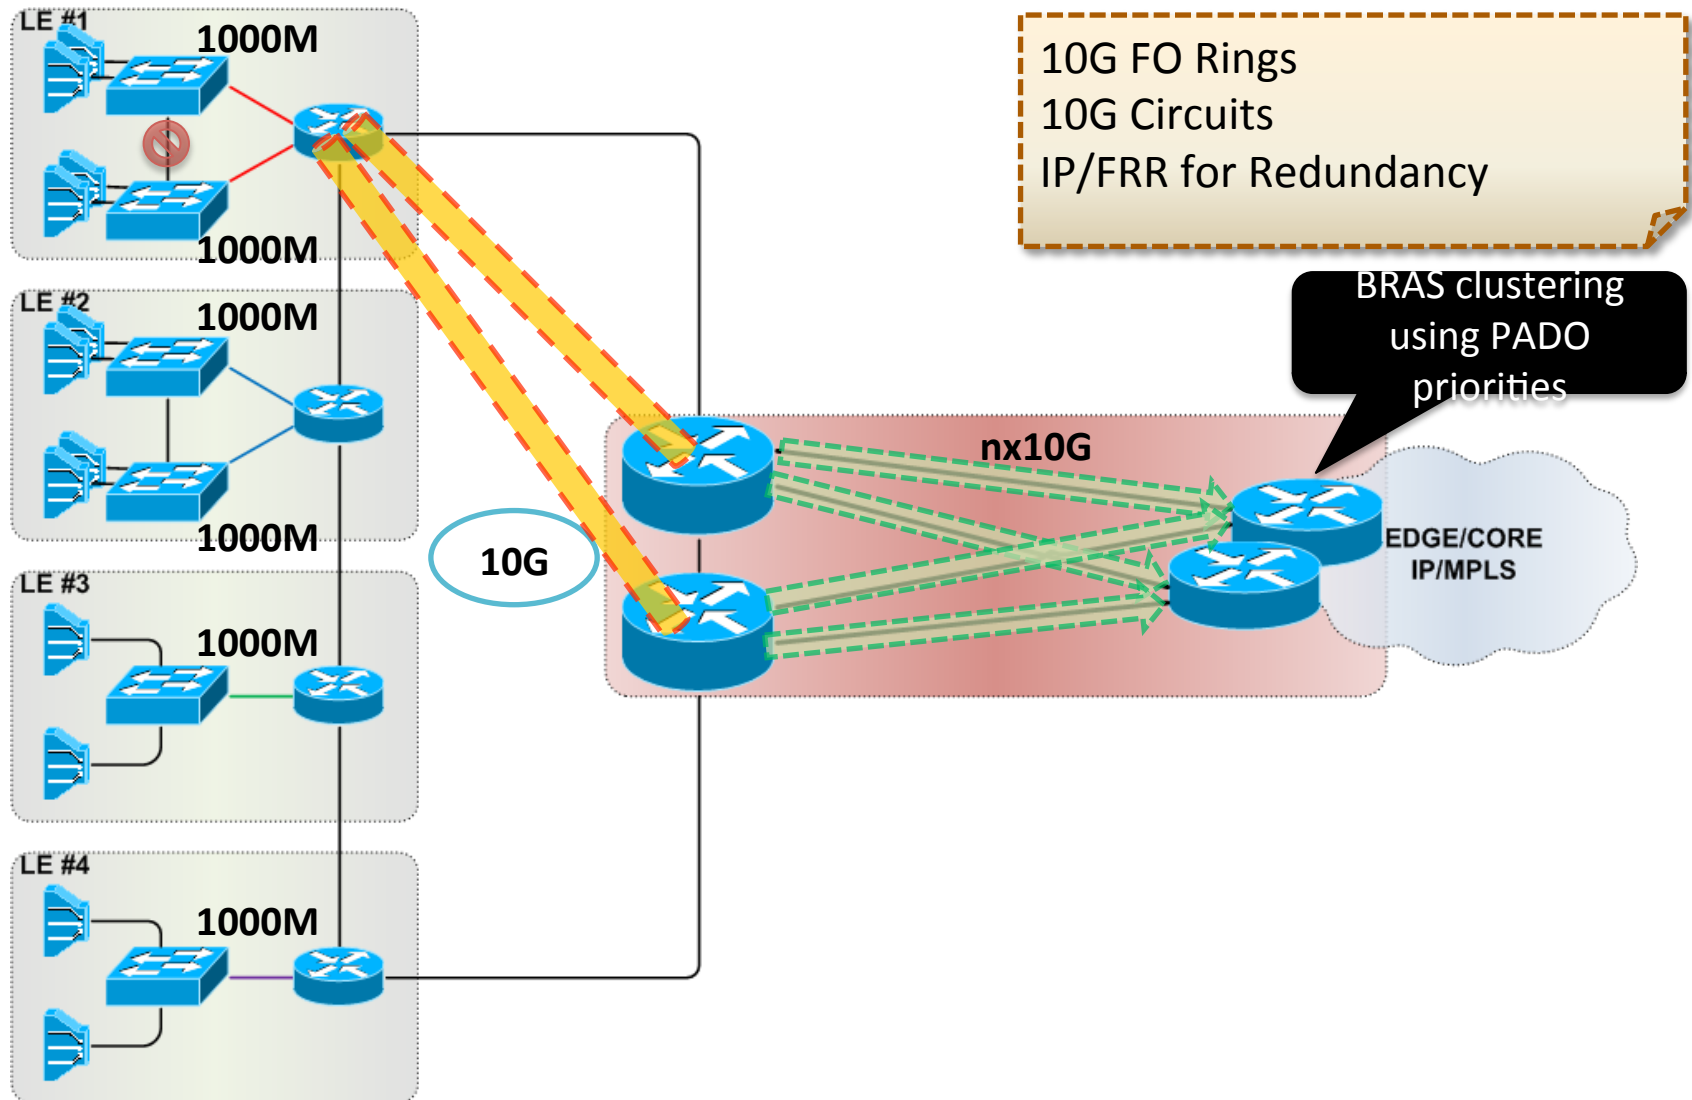 LE #1
1000M
1000M
LE #2
1000M
1000M
LE #3
1000M
LE #4
1000M
10G
10G FO Rings
10G Circuits
IP/FRR for Redundancy
BRAS clustering
using PADO
priorities
nx10G
EDGE/CORE
IP/MPLS